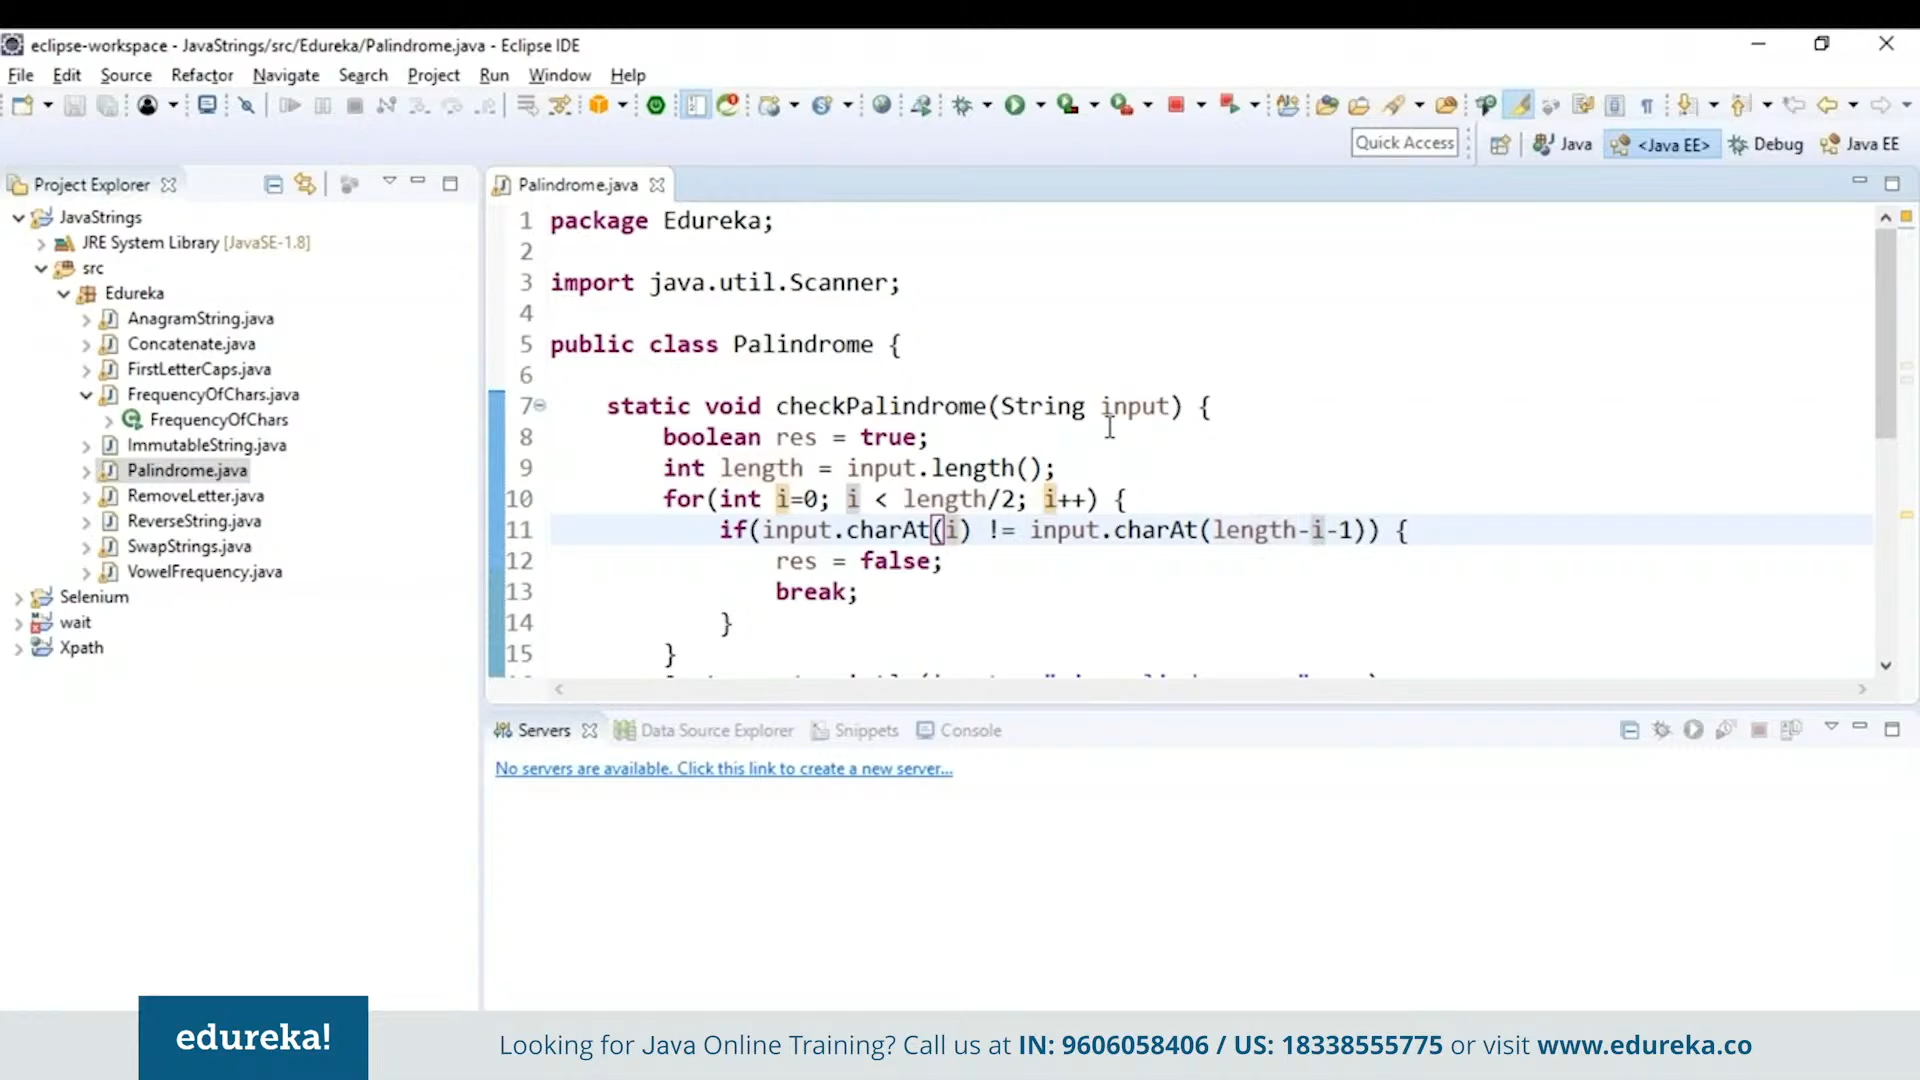 eclipse-workspace - JavaStrings/src/Edureka/Palindrome.java - Eclipse IDE
File Edit Source Refactor Navigate Search Project Run Window Help
Quick Access Java <Java EE> Debug Java EE
Project Explorer
JavaStrings
JRE System Library [JavaSE-1.8]
src
Edureka
AnagramString.java
Concatenate.java
FirstLetterCaps.java
FrequencyOfChars.java
FrequencyOfChars
ImmutableString.java
Palindrome.java
RemoveLetter.java
ReverseString.java
SwapStrings.java
VowelFrequency.java
Selenium
wait
Xpath
Palindrome.java
1 package Edureka;
2
3 import java.util.Scanner;
4
5 public class Palindrome {
6
7 static void checkPalindrome(String input) {
8 boolean res = true;
9 int length = input.length();
10 for(int i=0; i < length/2; i++) {
11 if(input.charAt(i) != input.charAt(length-i-1)) {
12 res = false;
13 break;
14 }
15 }
Servers Data Source Explorer Snippets Console
No servers are available. Click this link to create a new server...
edureka!
Looking for Java Online Training? Call us at IN: 9606058406 / US: 18338555775 or visit www.edureka.co